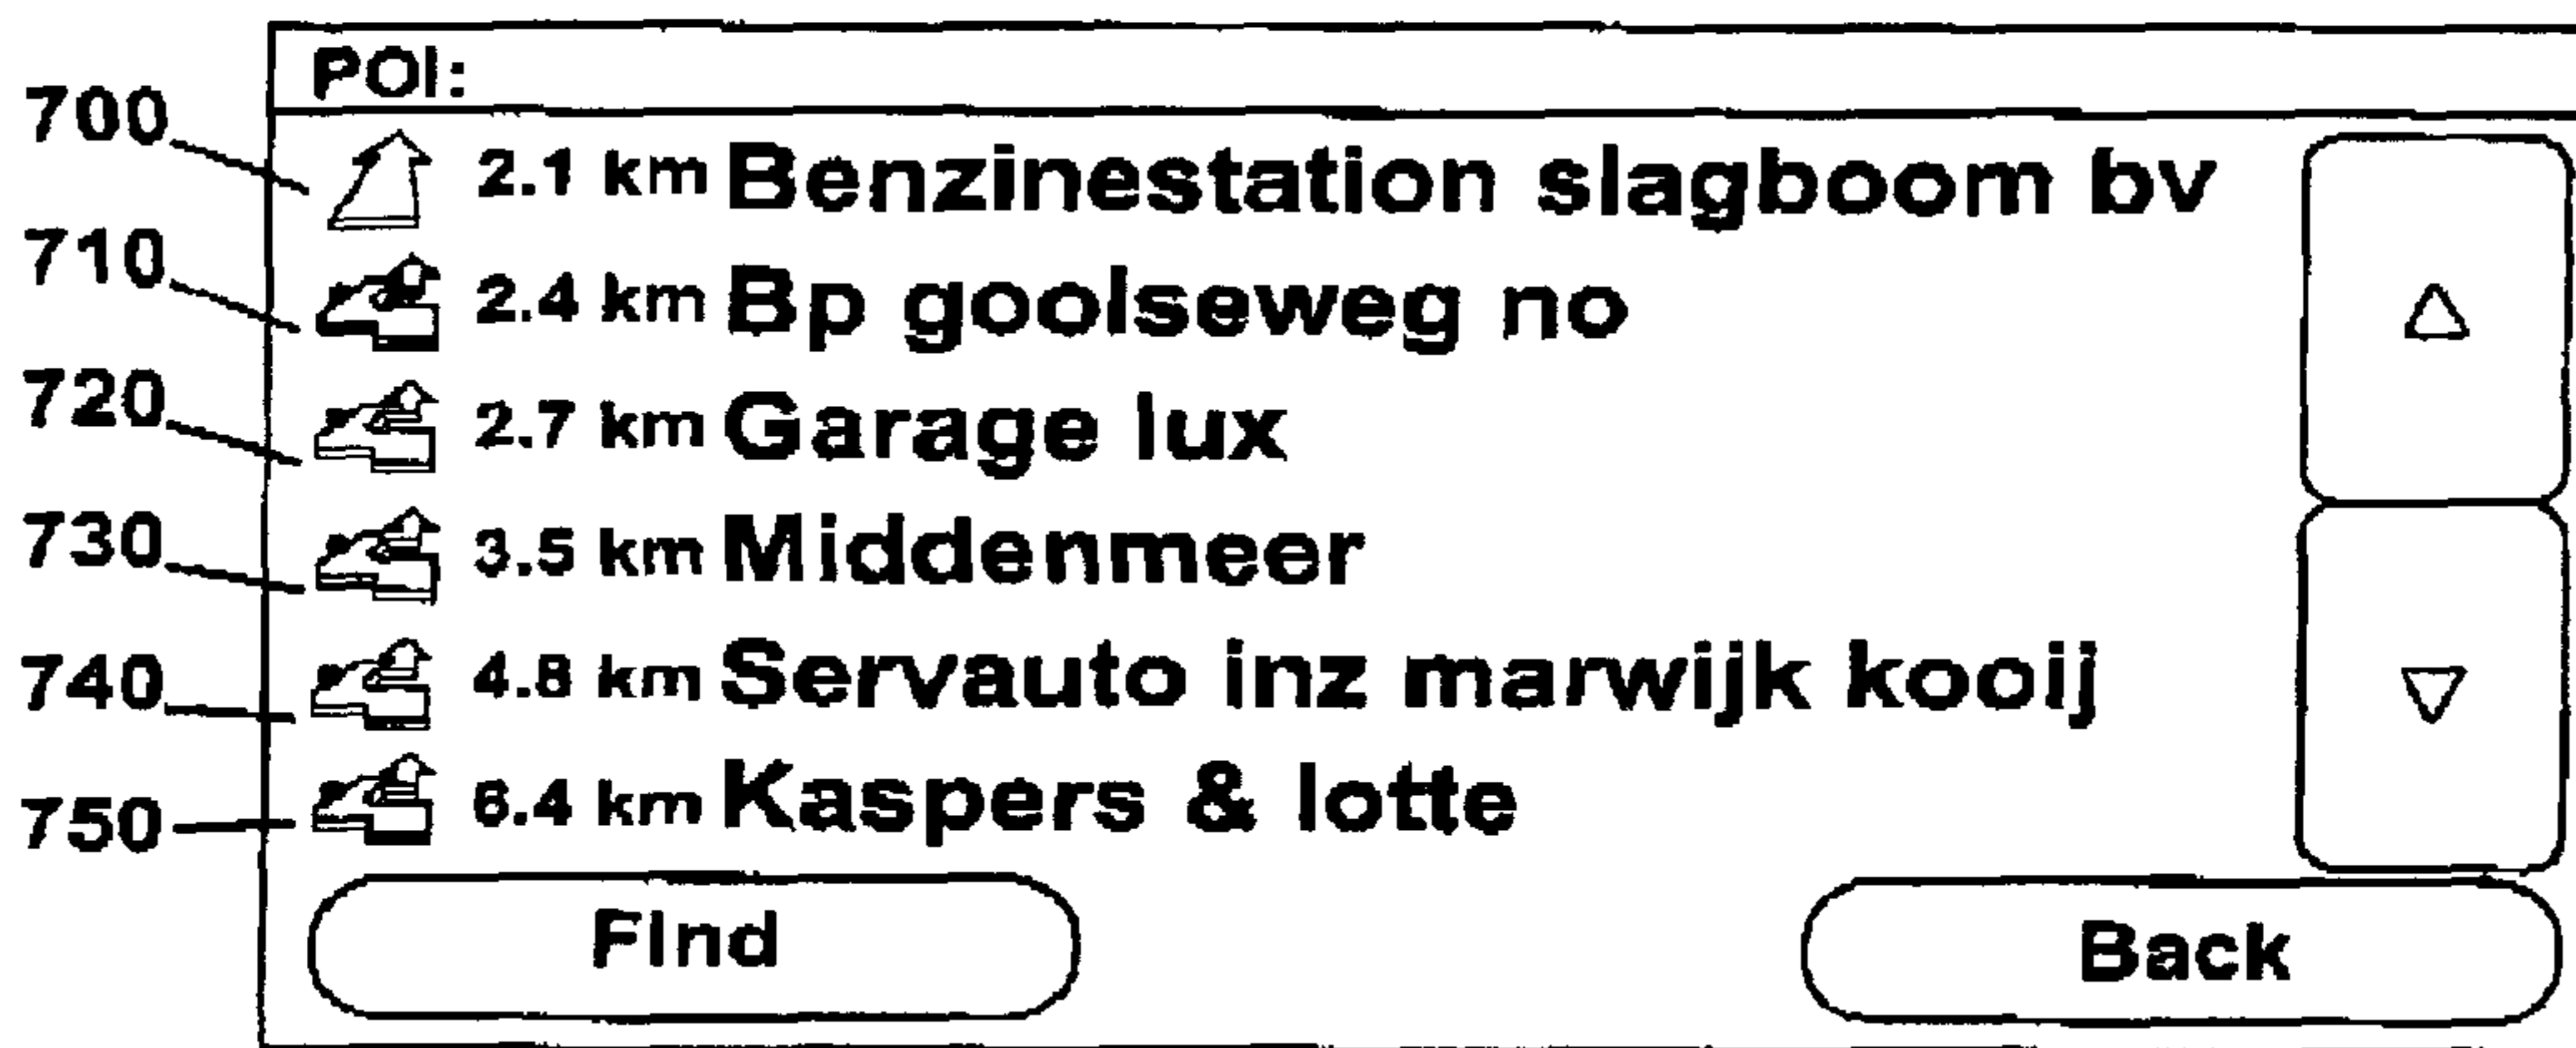 POI:
700 2.1 km Benzinestation slagboom bv
710 2.4 km Bp goolseweg no
720 2.7 km Garage lux
730 3.5 km Middenmeer
740 4.8 km Servauto inz marwijk kooij
750 6.4 km Kaspers & lotte
FInd Back